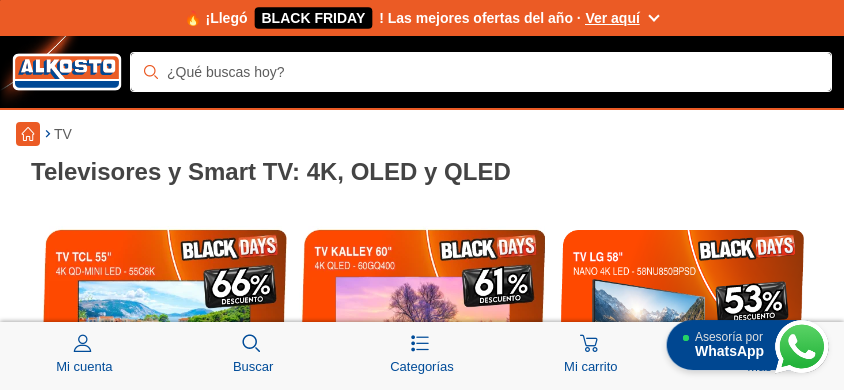 🔥 ¡Llegó BLACK FRIDAY ! Las mejores ofertas del año · Ver aquí
ALKOSTO
¿Qué buscas hoy?
TV
Televisores y Smart TV: 4K, OLED y QLED
BLACK DAYS
TV TCL 55"
4K QD-MINI LED - 55C6K
66%
DESCUENTO
BLACK DAYS
TV KALLEY 60"
4K QLED - 60GQ400
61%
DESCUENTO
BLACK DAYS
TV LG 58"
NANO 4K LED - 58NU850BPSD
53%
DESCUENTO
Mi cuenta
Buscar
Categorías
Mi carrito
Asesoría por
WhatsApp